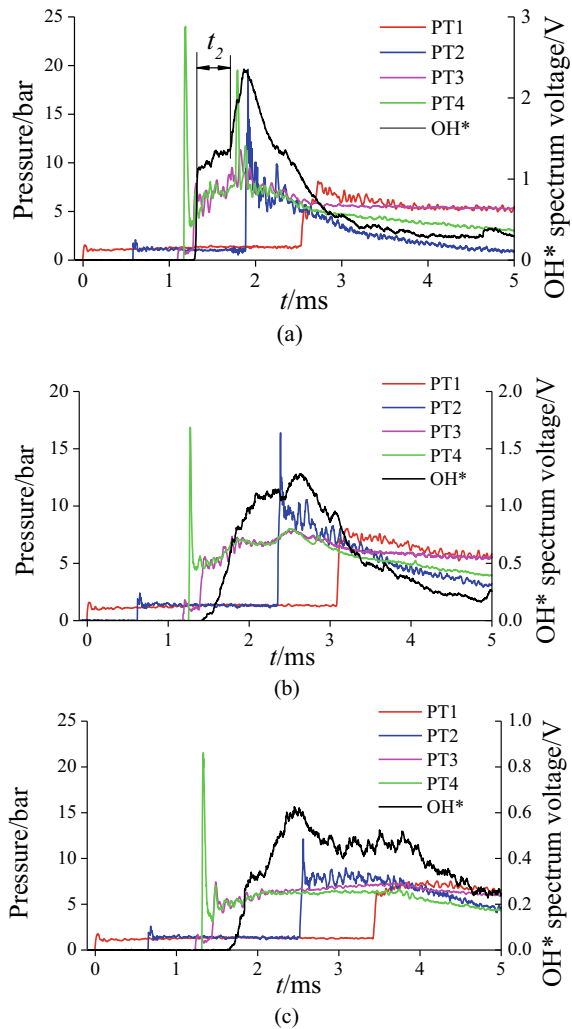 PT1
PT2
PT3
PT4
OH*
t₂
25
20
15
10
5
0
3
2
1
0
Pressure/bar
OH* spectrum voltage/V
0 1 2 3 4 5
t/ms
(a)
PT1
PT2
PT3
PT4
OH*
20
15
10
5
0
2.0
1.5
1.0
0.5
0.0
Pressure/bar
OH* spectrum voltage/V
0 1 2 3 4 5
t/ms
(b)
PT1
PT2
PT3
PT4
OH*
25
20
15
10
5
0
1.0
0.8
0.6
0.4
0.2
0.0
Pressure/bar
OH* spectrum voltage/V
0 1 2 3 4 5
t/ms
(c)